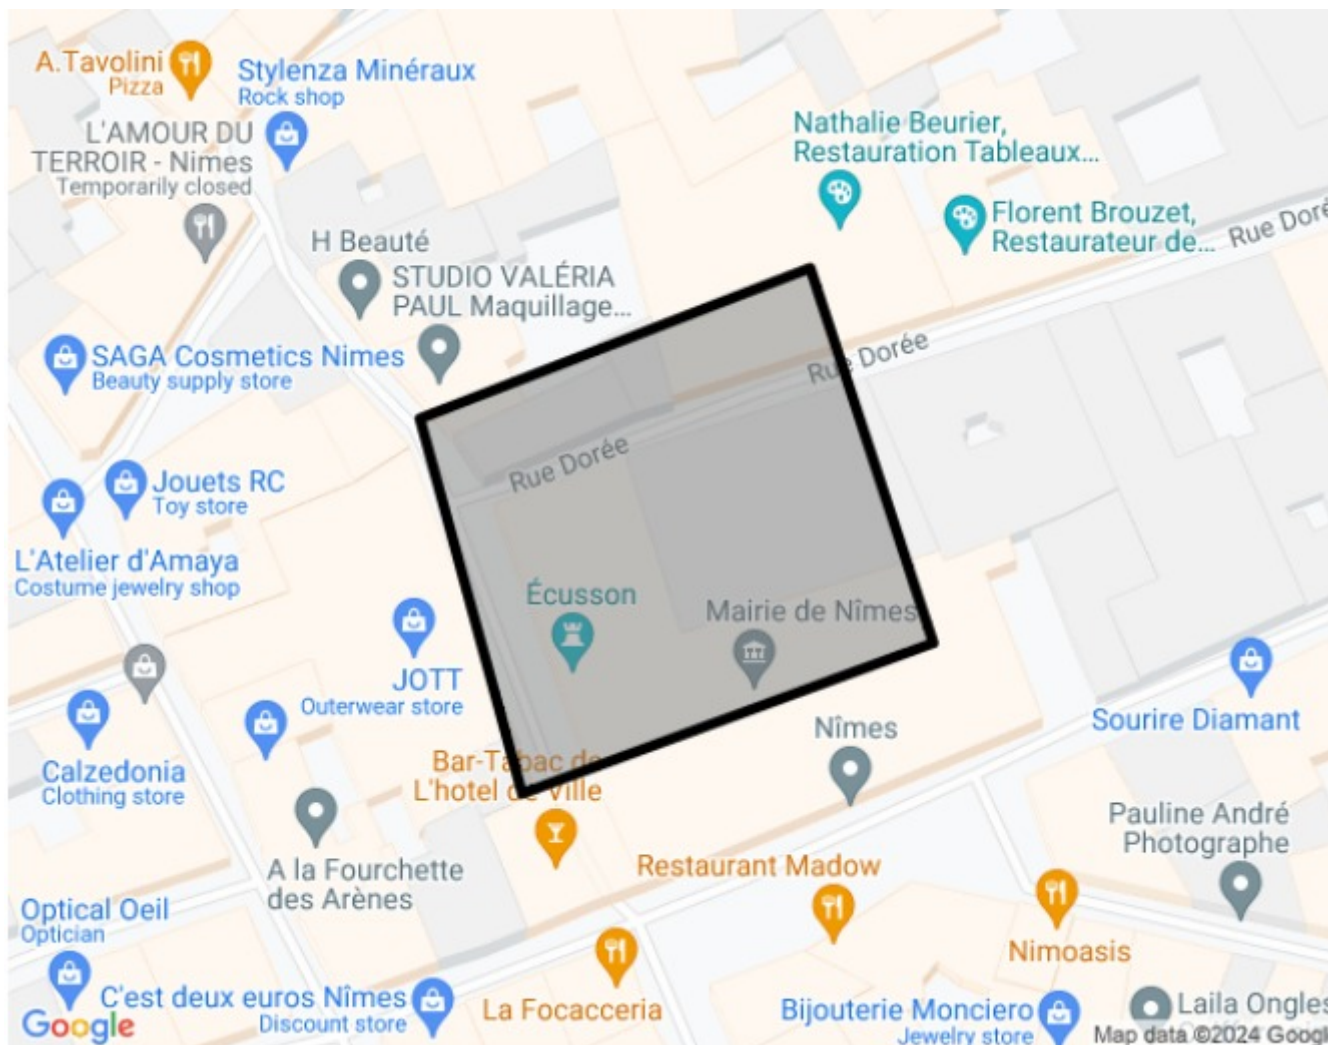 A.Tavolini
Pizza
Stylenza Minéraux
Rock shop
L'AMOUR DU
TERROIR - Nimes
Temporarily closed
Nathalie Beurier,
Restauration Tableaux...
Florent Brouzet,
Restaurateur de...
Rue Doré
H Beauté
STUDIO VALÉRIA
PAUL Maquillage...
SAGA Cosmetics Nimes
Beauty supply store
Rue Dorée
Rue Dorée
Jouets RC
Toy store
L'Atelier d'Amaya
Costume jewelry shop
Écusson
Mairie de Nîmes
JOTT
Outerwear store
Sourire Diamant
Nîmes
Calzedonia
Clothing store
Bar-Tabac de
L'hotel de Ville
Pauline André
Photographe
A la Fourchette
des Arènes
Restaurant Madow
Optical Oeil
Optician
Nimoasis
C'est deux euros Nîmes
Discount store
La Focacceria
Bijouterie Monciero
Jewelry store
Laila Ongles
Google
Map data ©2024 Google